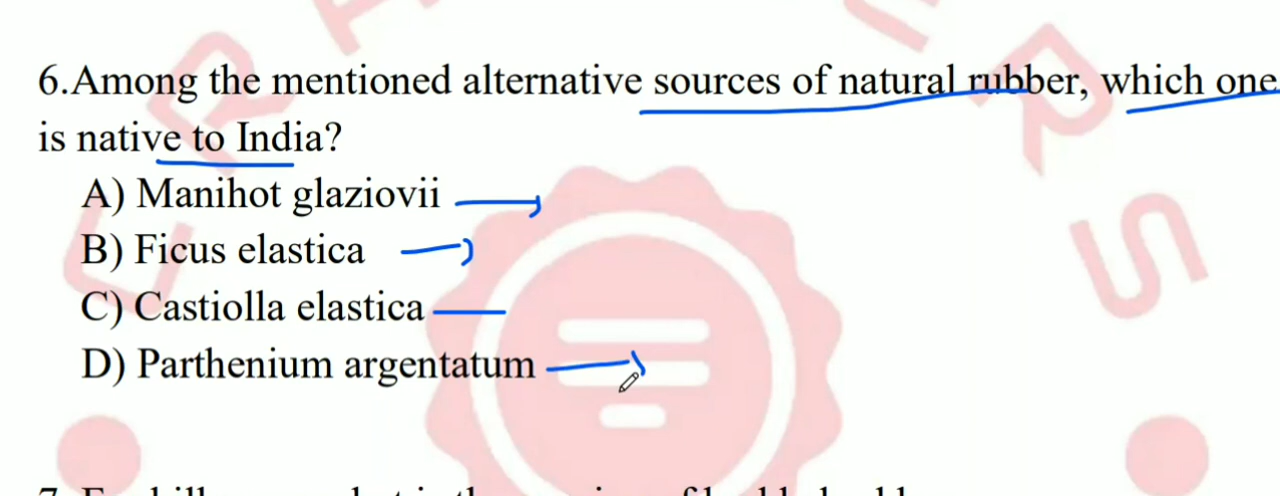 6.Among the mentioned alternative sources of natural rubber, which one
is native to India?
A) Manihot glaziovii
B) Ficus elastica
C) Castiolla elastica
D) Parthenium argentatum